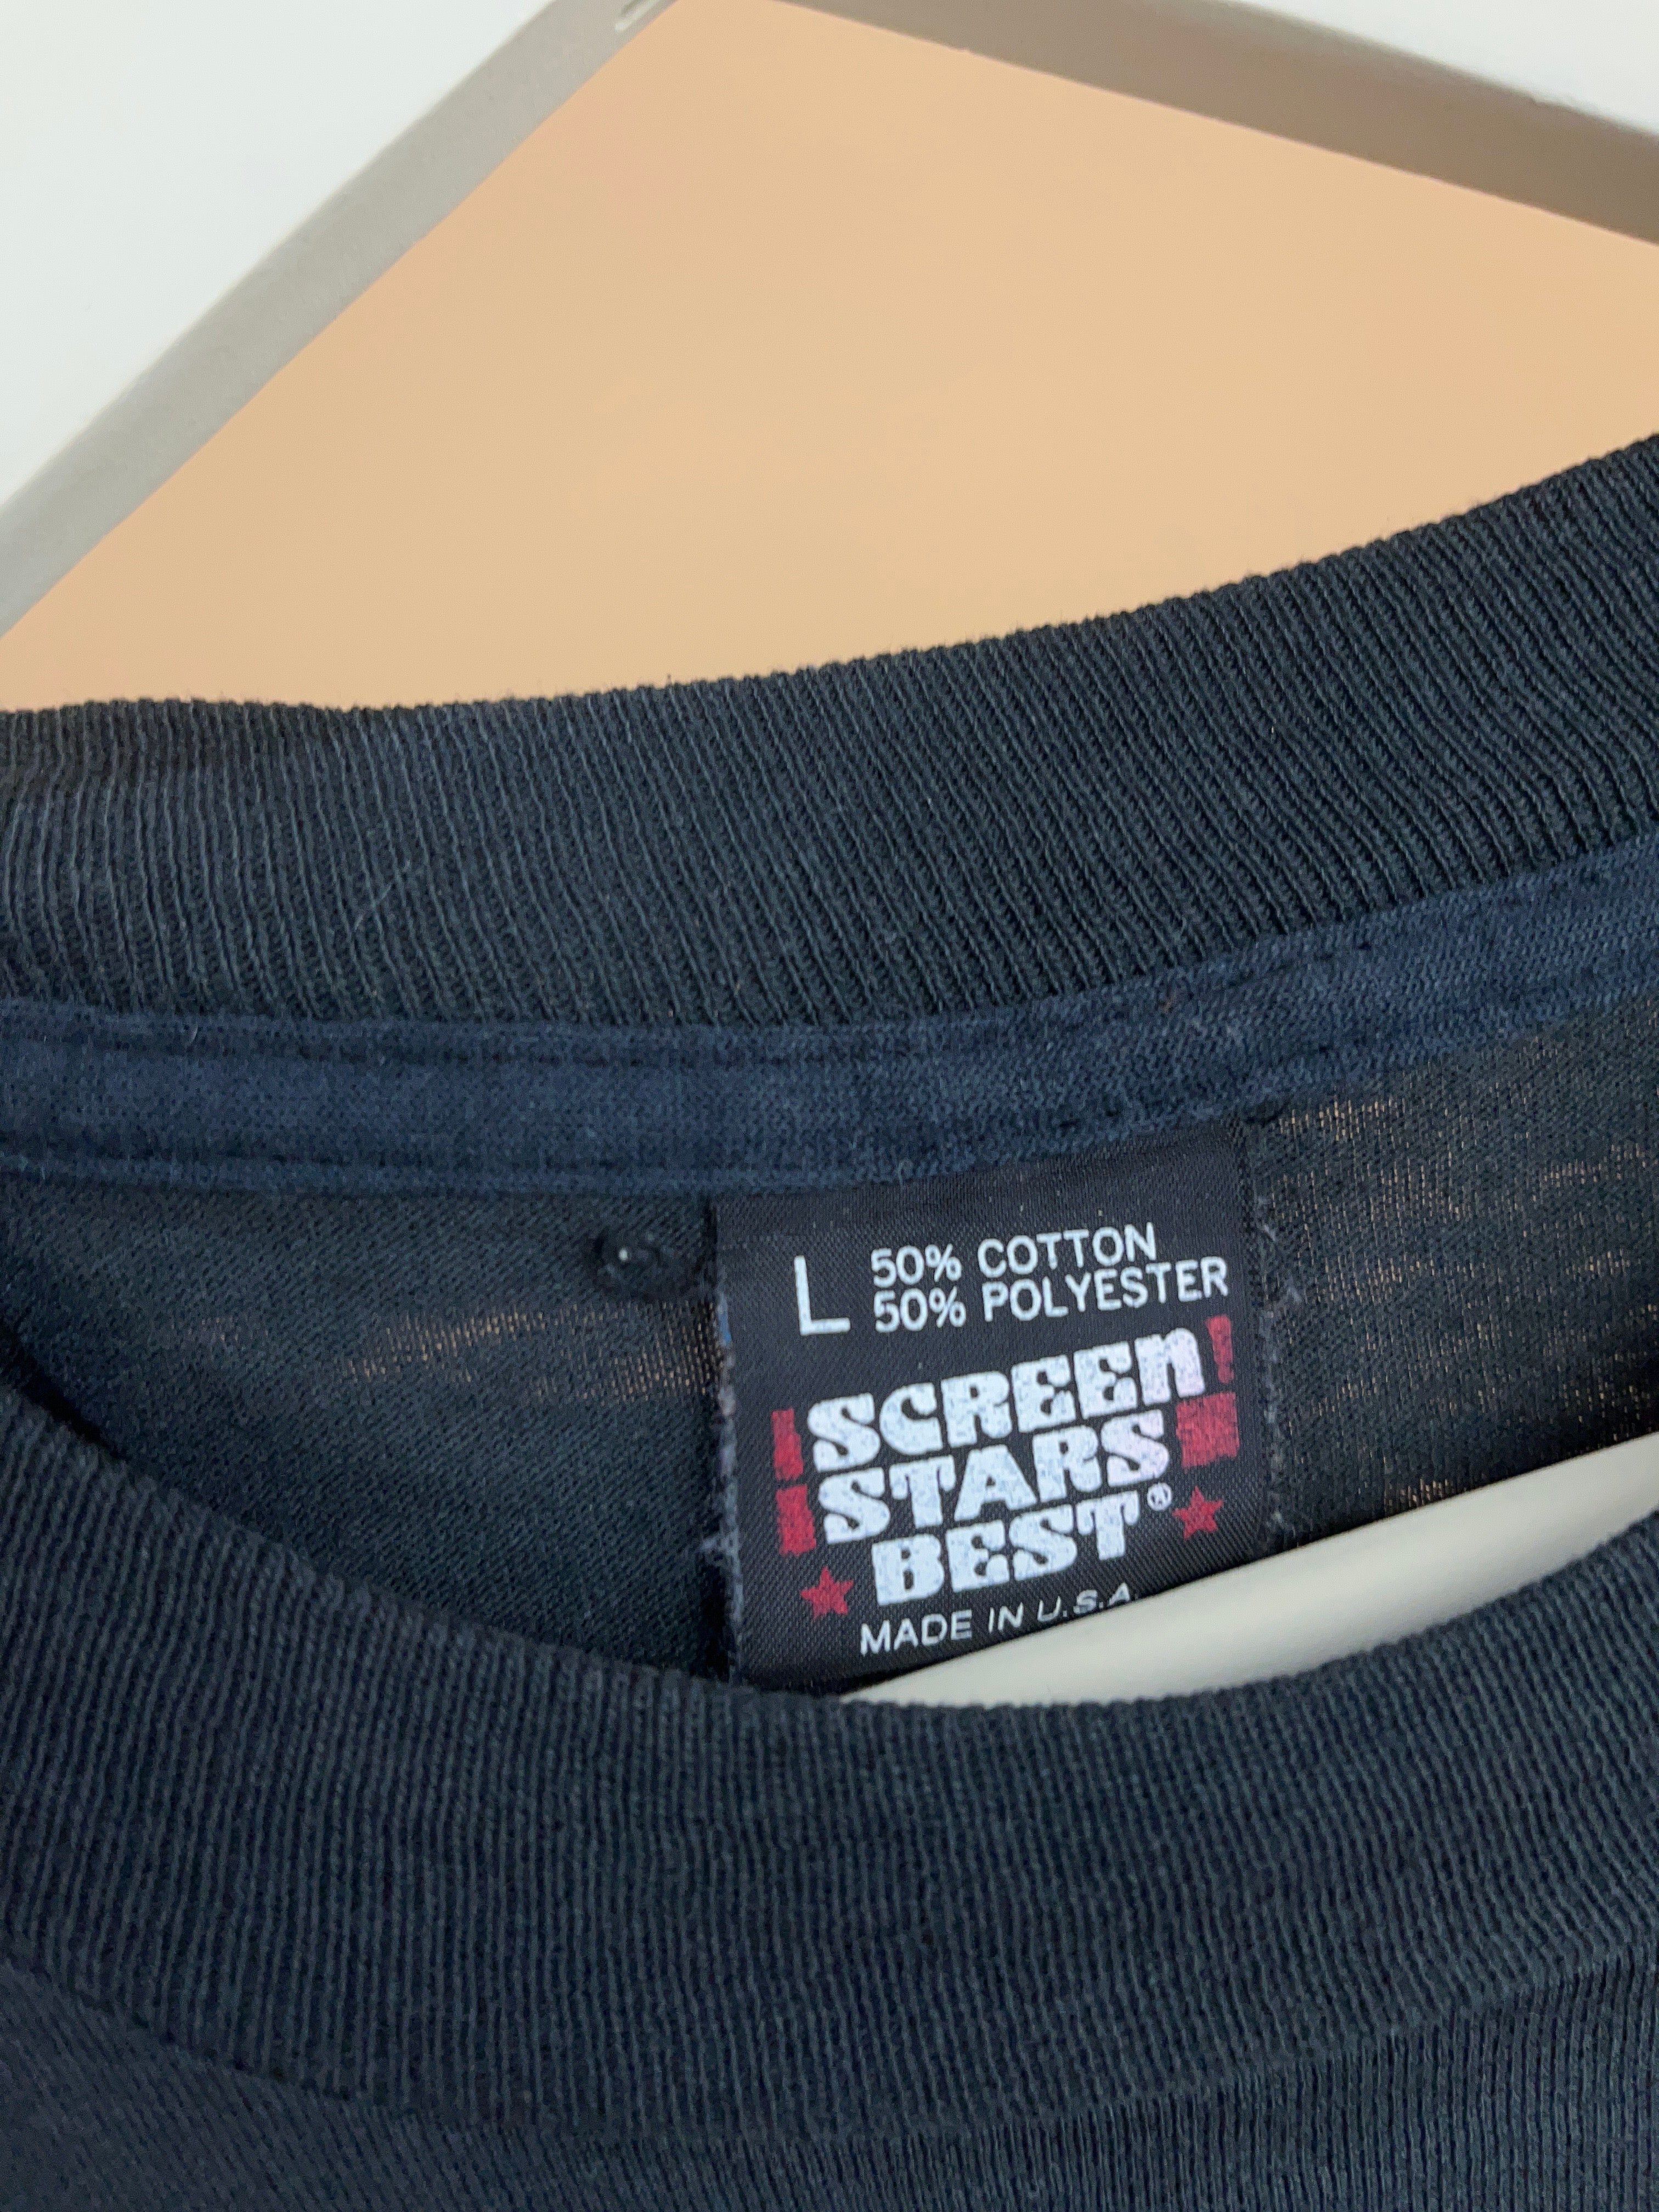 L 50% COTTON
50% POLYESTER
SCREEN
STARS
BEST®
MADE IN U.S.A.